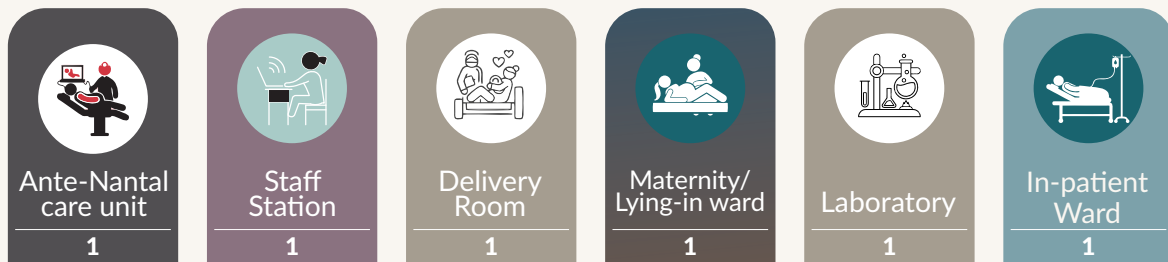 Ante-Nantal
care unit
1
Staff
Station
1
Delivery
Room
1
Maternity/
Lying-in ward
1
Laboratory
1
In-patient
Ward
1